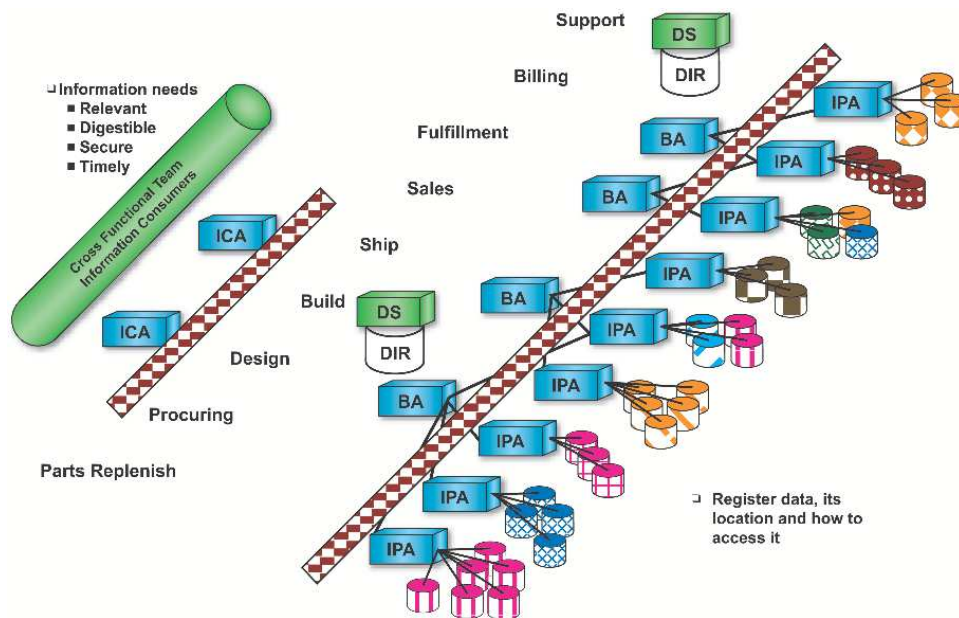 Support
DS
DIR
Billing
❑ Information needs
■ Relevant
■ Digestible
■ Secure
■ Timely
Cross Functional Team
Information Consumers
IPA
Fulfillment
BA
IPA
Sales
BA
IPA
ICA
Ship
IPA
Build
BA
DS
IPA
ICA
DIR
Design
IPA
BA
Procuring
IPA
Parts Replenish
IPA
❑ Register data, its
location and how to
access it
IPA